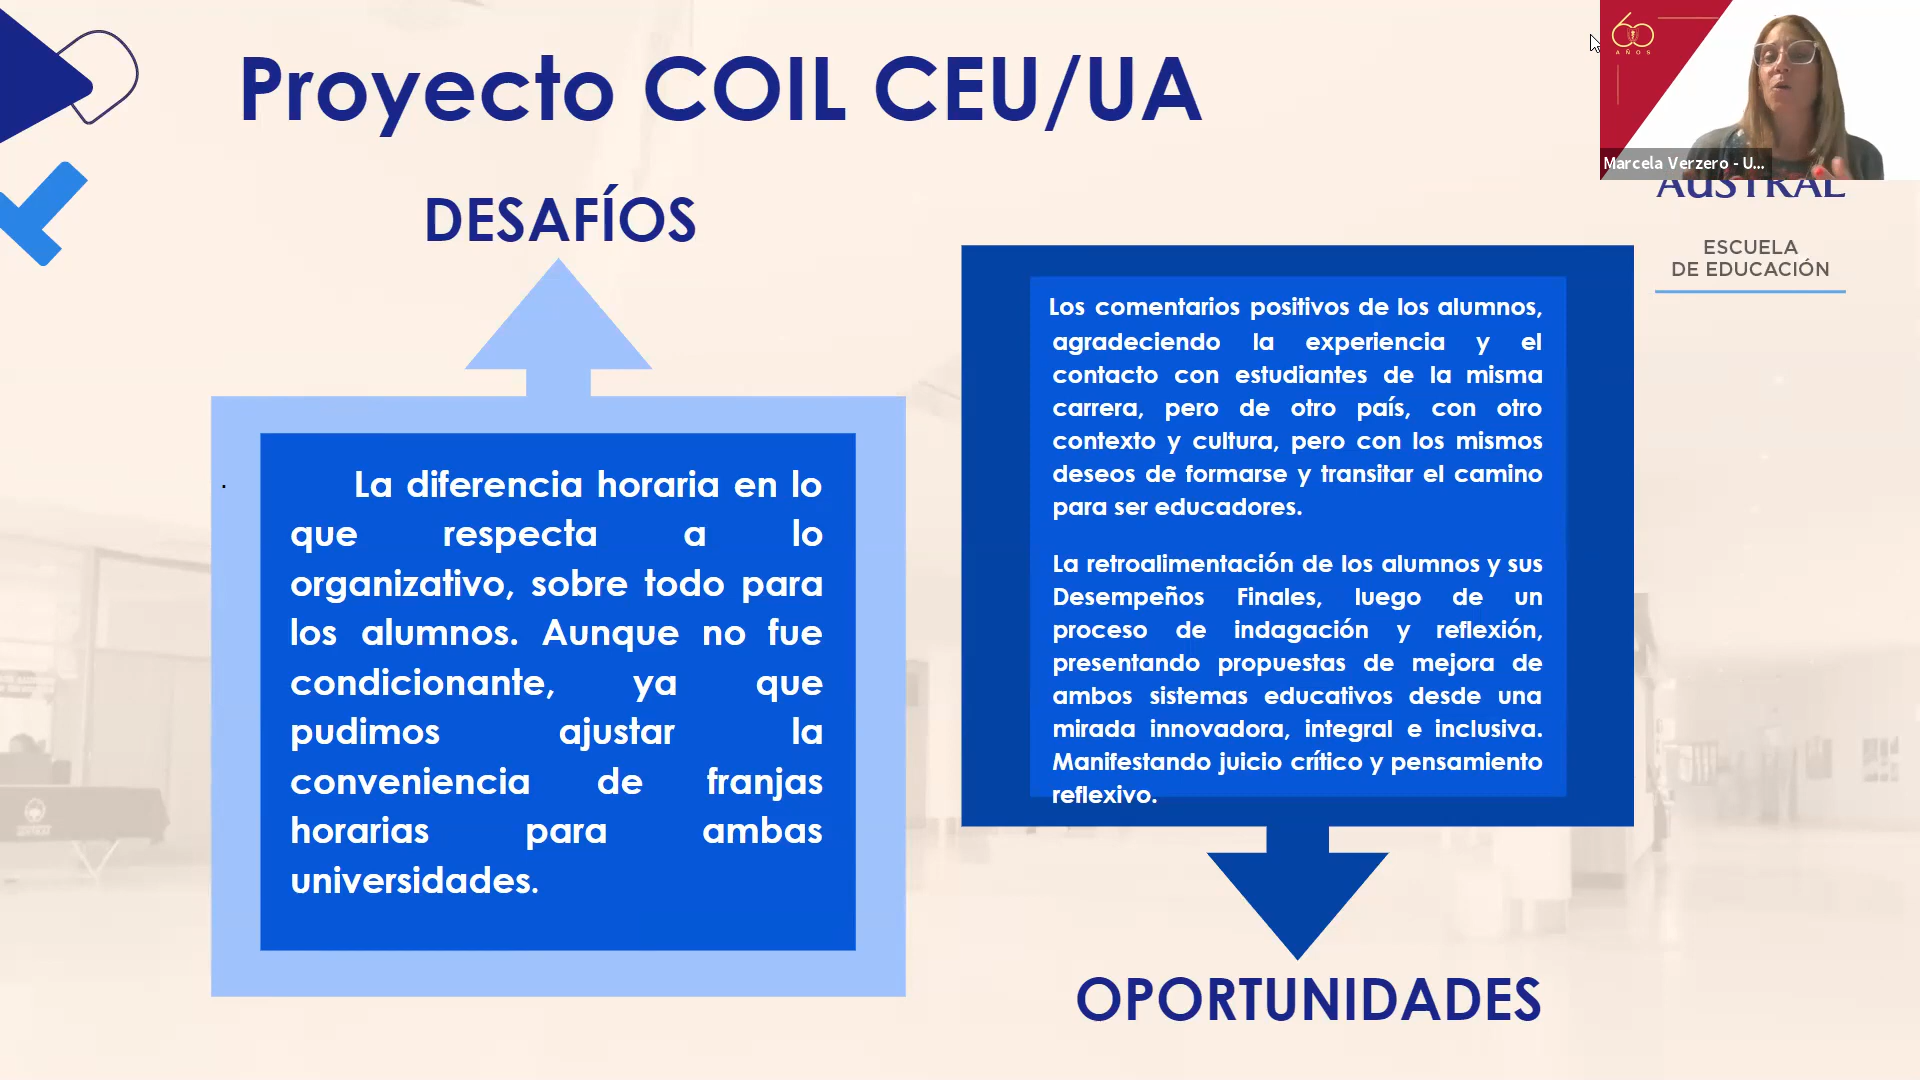 Proyecto COIL CEU/UA
60
AÑOS
Marcela Verzero - U...
AUSTRAL
ESCUELA
DE EDUCACIÓN
DESAFÍOS
La diferencia horaria en lo
que respecta a lo
organizativo, sobre todo para
los alumnos. Aunque no fue
condicionante, ya que
pudimos ajustar la
conveniencia de franjas
horarias para ambas
universidades.
Los comentarios positivos de los alumnos,
agradeciendo la experiencia y el
contacto con estudiantes de la misma
carrera, pero de otro país, con otro
contexto y cultura, pero con los mismos
deseos de formarse y transitar el camino
para ser educadores.
La retroalimentación de los alumnos y sus
Desempeños Finales, luego de un
proceso de indagación y reflexión,
presentando propuestas de mejora de
ambos sistemas educativos desde una
mirada innovadora, integral e inclusiva.
Manifestando juicio crítico y pensamiento
reflexivo.
OPORTUNIDADES